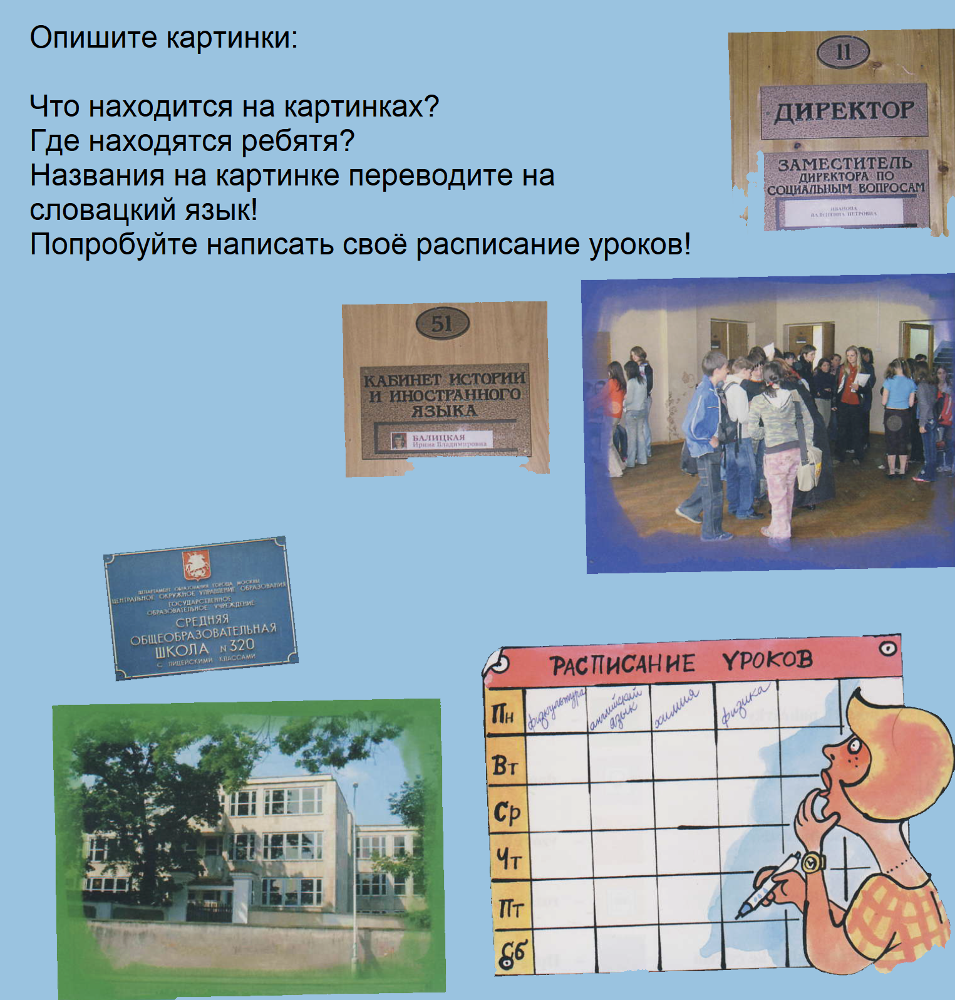 Опишите картинки:
Что находится на картинках?
Где находятся ребятя?
Названия на картинке переводите на
словацкий язык!
Попробуйте написать своё расписание уроков!
11
ДИРЕКТОР
ЗАМЕСТИТЕЛЬ
ДИРЕКТОРА ПО
СОЦИАЛЬНЫМ ВОПРОСАМ
ИВАНОВА
ВАЛЕНТИНА ПЕТРОВНА
51
КАБИНЕТ ИСТОРИИ
И ИНОСТРАННОГО
ЯЗЫКА
БАЛИЦКАЯ
Ирина Владимировна
ДЕПАРТАМЕНТ ОБРАЗОВАНИЯ ГОРОДА МОСКВЫ
ЦЕНТРАЛЬНОЕ ОКРУЖНОЕ УПРАВЛЕНИЕ ОБРАЗОВАНИЯ
ГОСУДАРСТВЕННОЕ
ОБРАЗОВАТЕЛЬНОЕ УЧРЕЖДЕНИЕ
СРЕДНЯЯ
ОБЩЕОБРАЗОВАТЕЛЬНАЯ
ШКОЛА N 320
С ЛИЦЕЙСКИМИ КЛАССАМИ
РАСПИСАНИЕ УРОКОВ
Пн физкультура английский язык химия физика
Вт
Ср
Чт
Пт
Сб